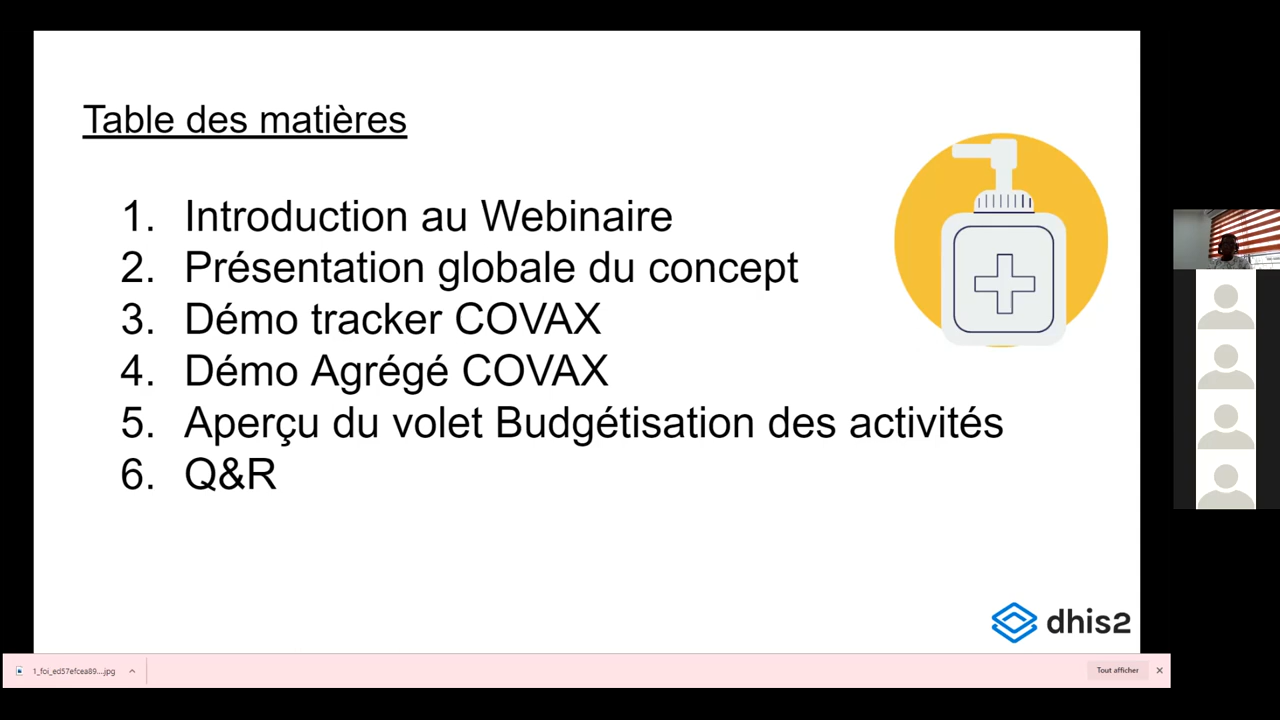 Table des matières
1. Introduction au Webinaire
2. Présentation globale du concept
3. Démo tracker COVAX
4. Démo Agrégé COVAX
5. Aperçu du volet Budgétisation des activités
6. Q&R
dhis2
1_foi_ed57efcea89....jpg
Tout afficher